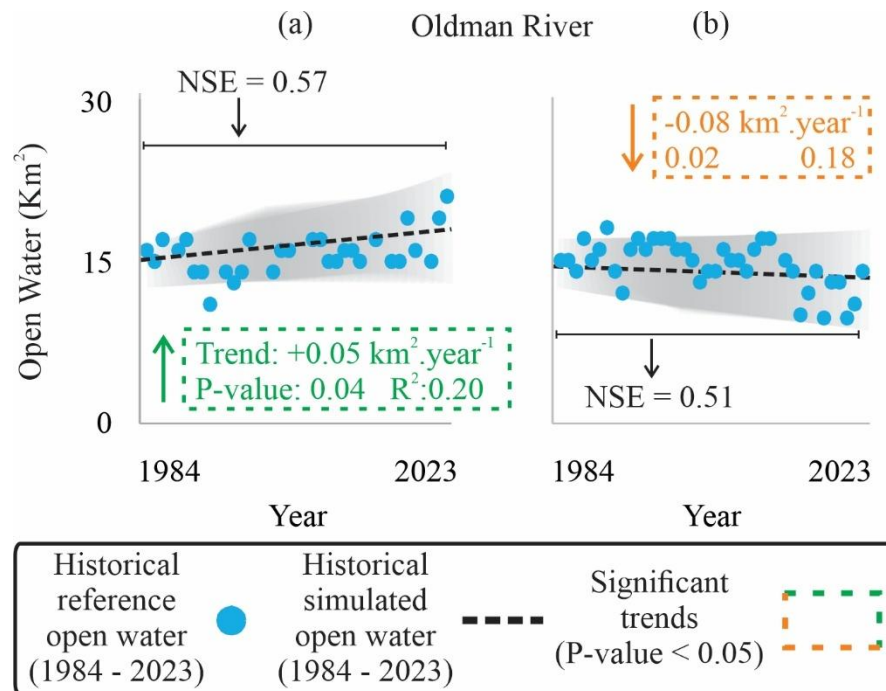 (a) Oldman River (b)
NSE = 0.57
30
15
0
Open Water (Km²)
Trend: +0.05 km².year⁻¹
P-value: 0.04 R²:0.20
1984 2023
Year
-0.08 km².year⁻¹
0.02 0.18
NSE = 0.51
1984 2023
Year
Historical
reference
open water
(1984 - 2023)
Historical
simulated
open water
(1984 - 2023)
Significant
trends
(P-value < 0.05)